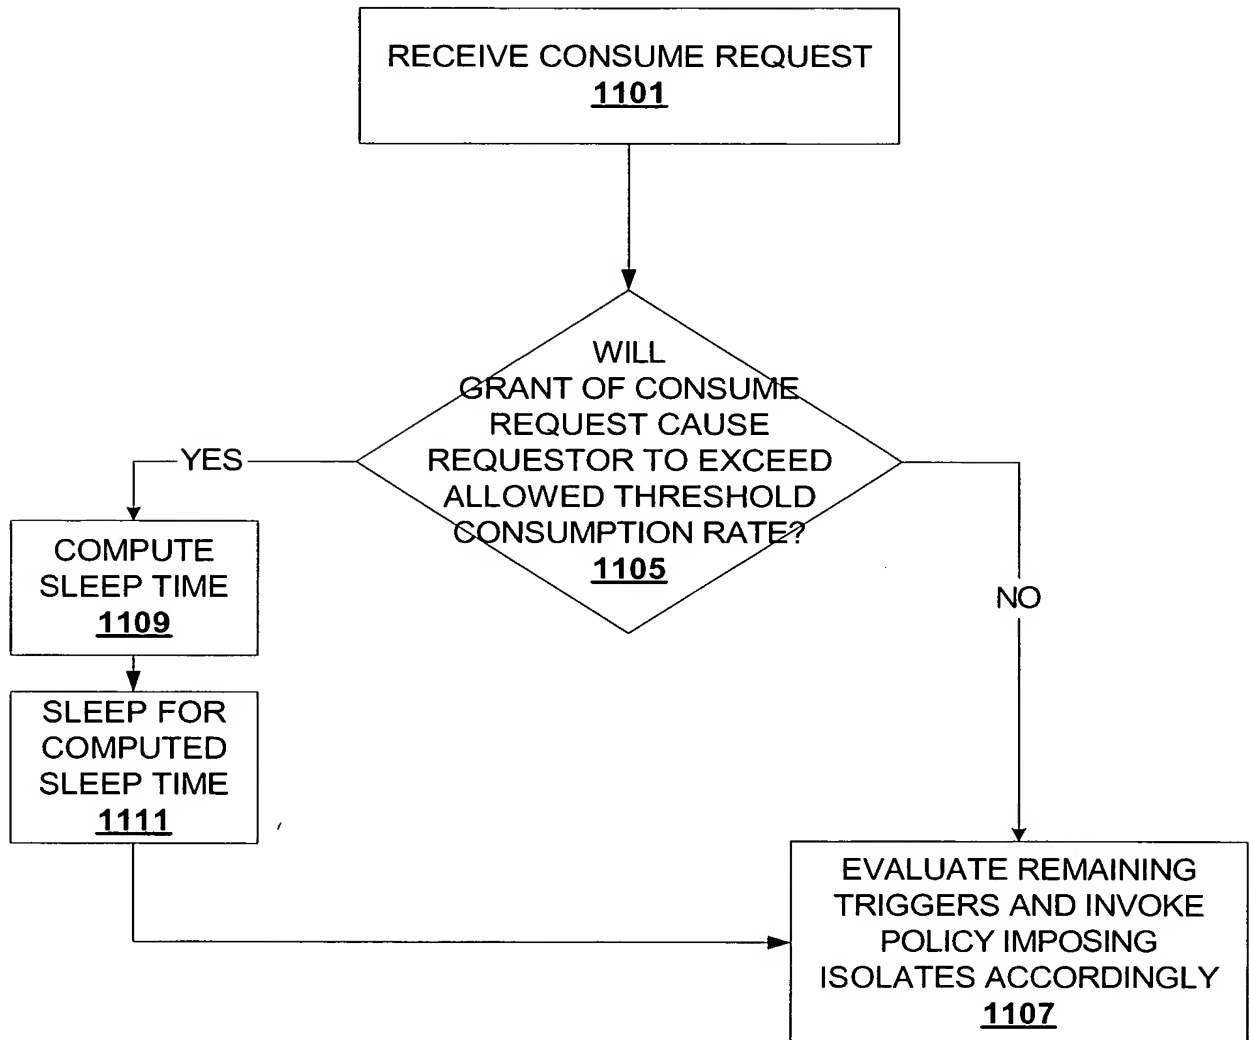 RECEIVE CONSUME REQUEST
1101
WILL
GRANT OF CONSUME
REQUEST CAUSE
REQUESTOR TO EXCEED
ALLOWED THRESHOLD
CONSUMPTION RATE?
1105
YES
NO
COMPUTE
SLEEP TIME
1109
SLEEP FOR
COMPUTED
SLEEP TIME
1111
EVALUATE REMAINING
TRIGGERS AND INVOKE
POLICY IMPOSING
ISOLATES ACCORDINGLY
1107